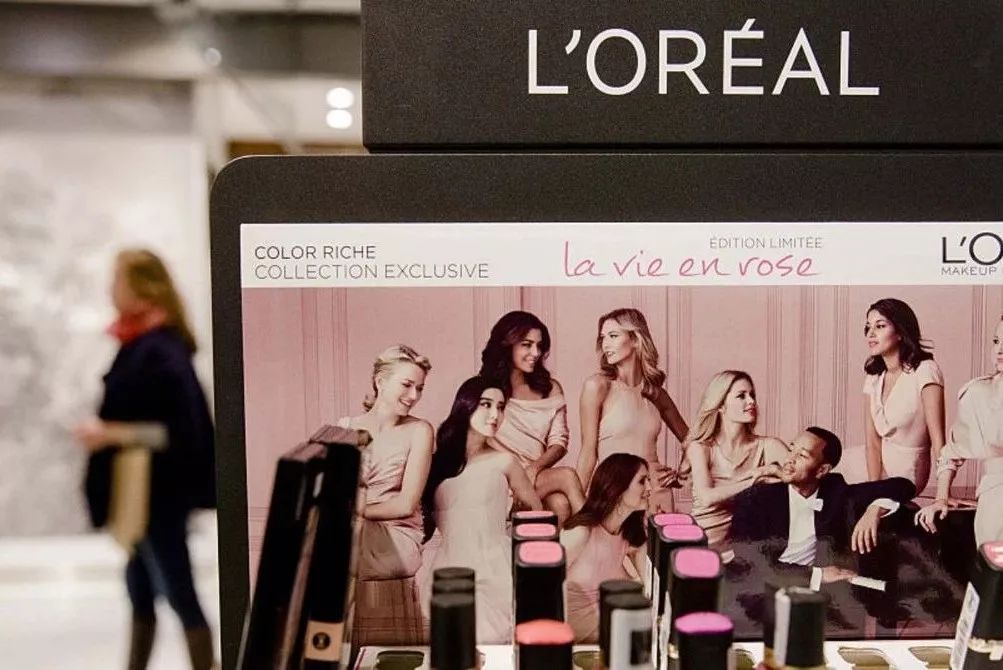 L'ORÉAL
COLOR RICHE
COLLECTION EXCLUSIVE
ÉDITION LIMITÉE
la vie en rose
L'O
MAKEUP